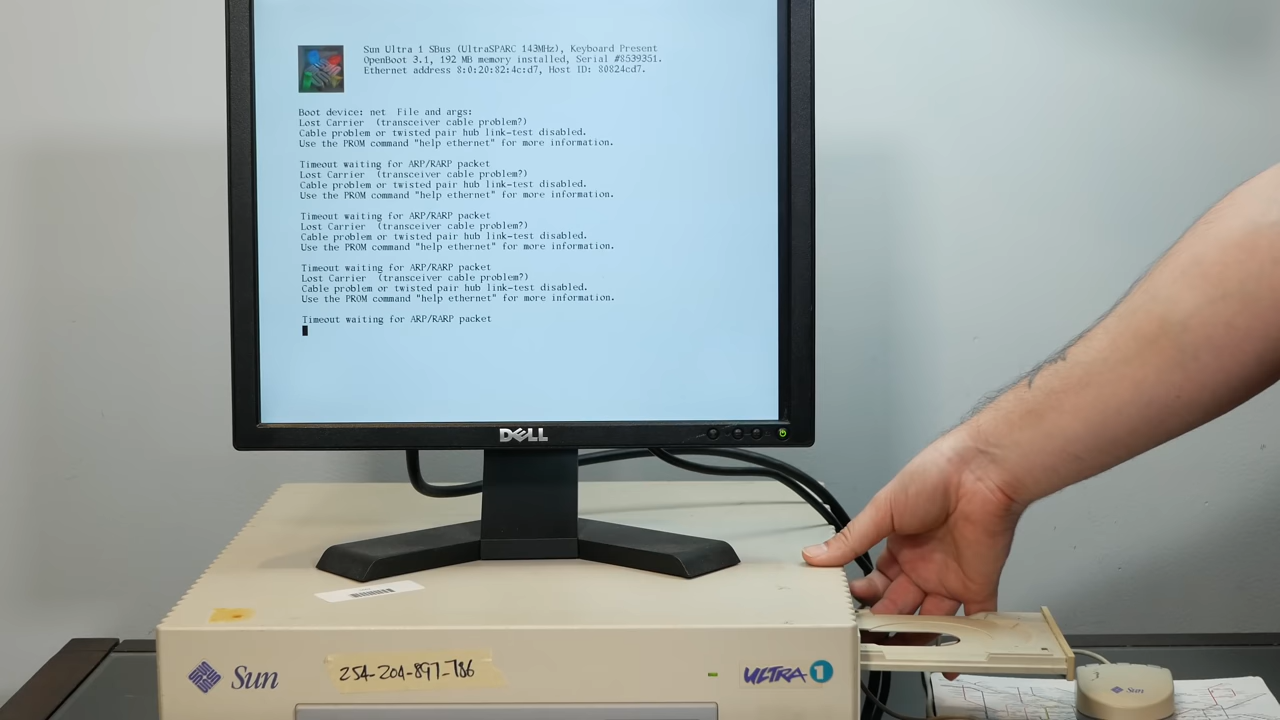 Sun Ultra 1 SBus (UltraSPARC 143MHz), Keyboard Present
OpenBoot 3.1, 192 MB memory installed, Serial #8539351.
Ethernet address 8:0:20:82:4c:d7, Host ID: 80824cd7.
Boot device: net  File and args:
Lost Carrier  (transceiver cable problem?)
Cable problem or twisted pair hub link-test disabled.
Use the PROM command "help ethernet" for more information.
Timeout waiting for ARP/RARP packet
Lost Carrier  (transceiver cable problem?)
Cable problem or twisted pair hub link-test disabled.
Use the PROM command "help ethernet" for more information.
Timeout waiting for ARP/RARP packet
Lost Carrier  (transceiver cable problem?)
Cable problem or twisted pair hub link-test disabled.
Use the PROM command "help ethernet" for more information.
Timeout waiting for ARP/RARP packet
Lost Carrier  (transceiver cable problem?)
Cable problem or twisted pair hub link-test disabled.
Use the PROM command "help ethernet" for more information.
Timeout waiting for ARP/RARP packet
DELL
Sun
254-204-897-786
ULTRA 1
Sun